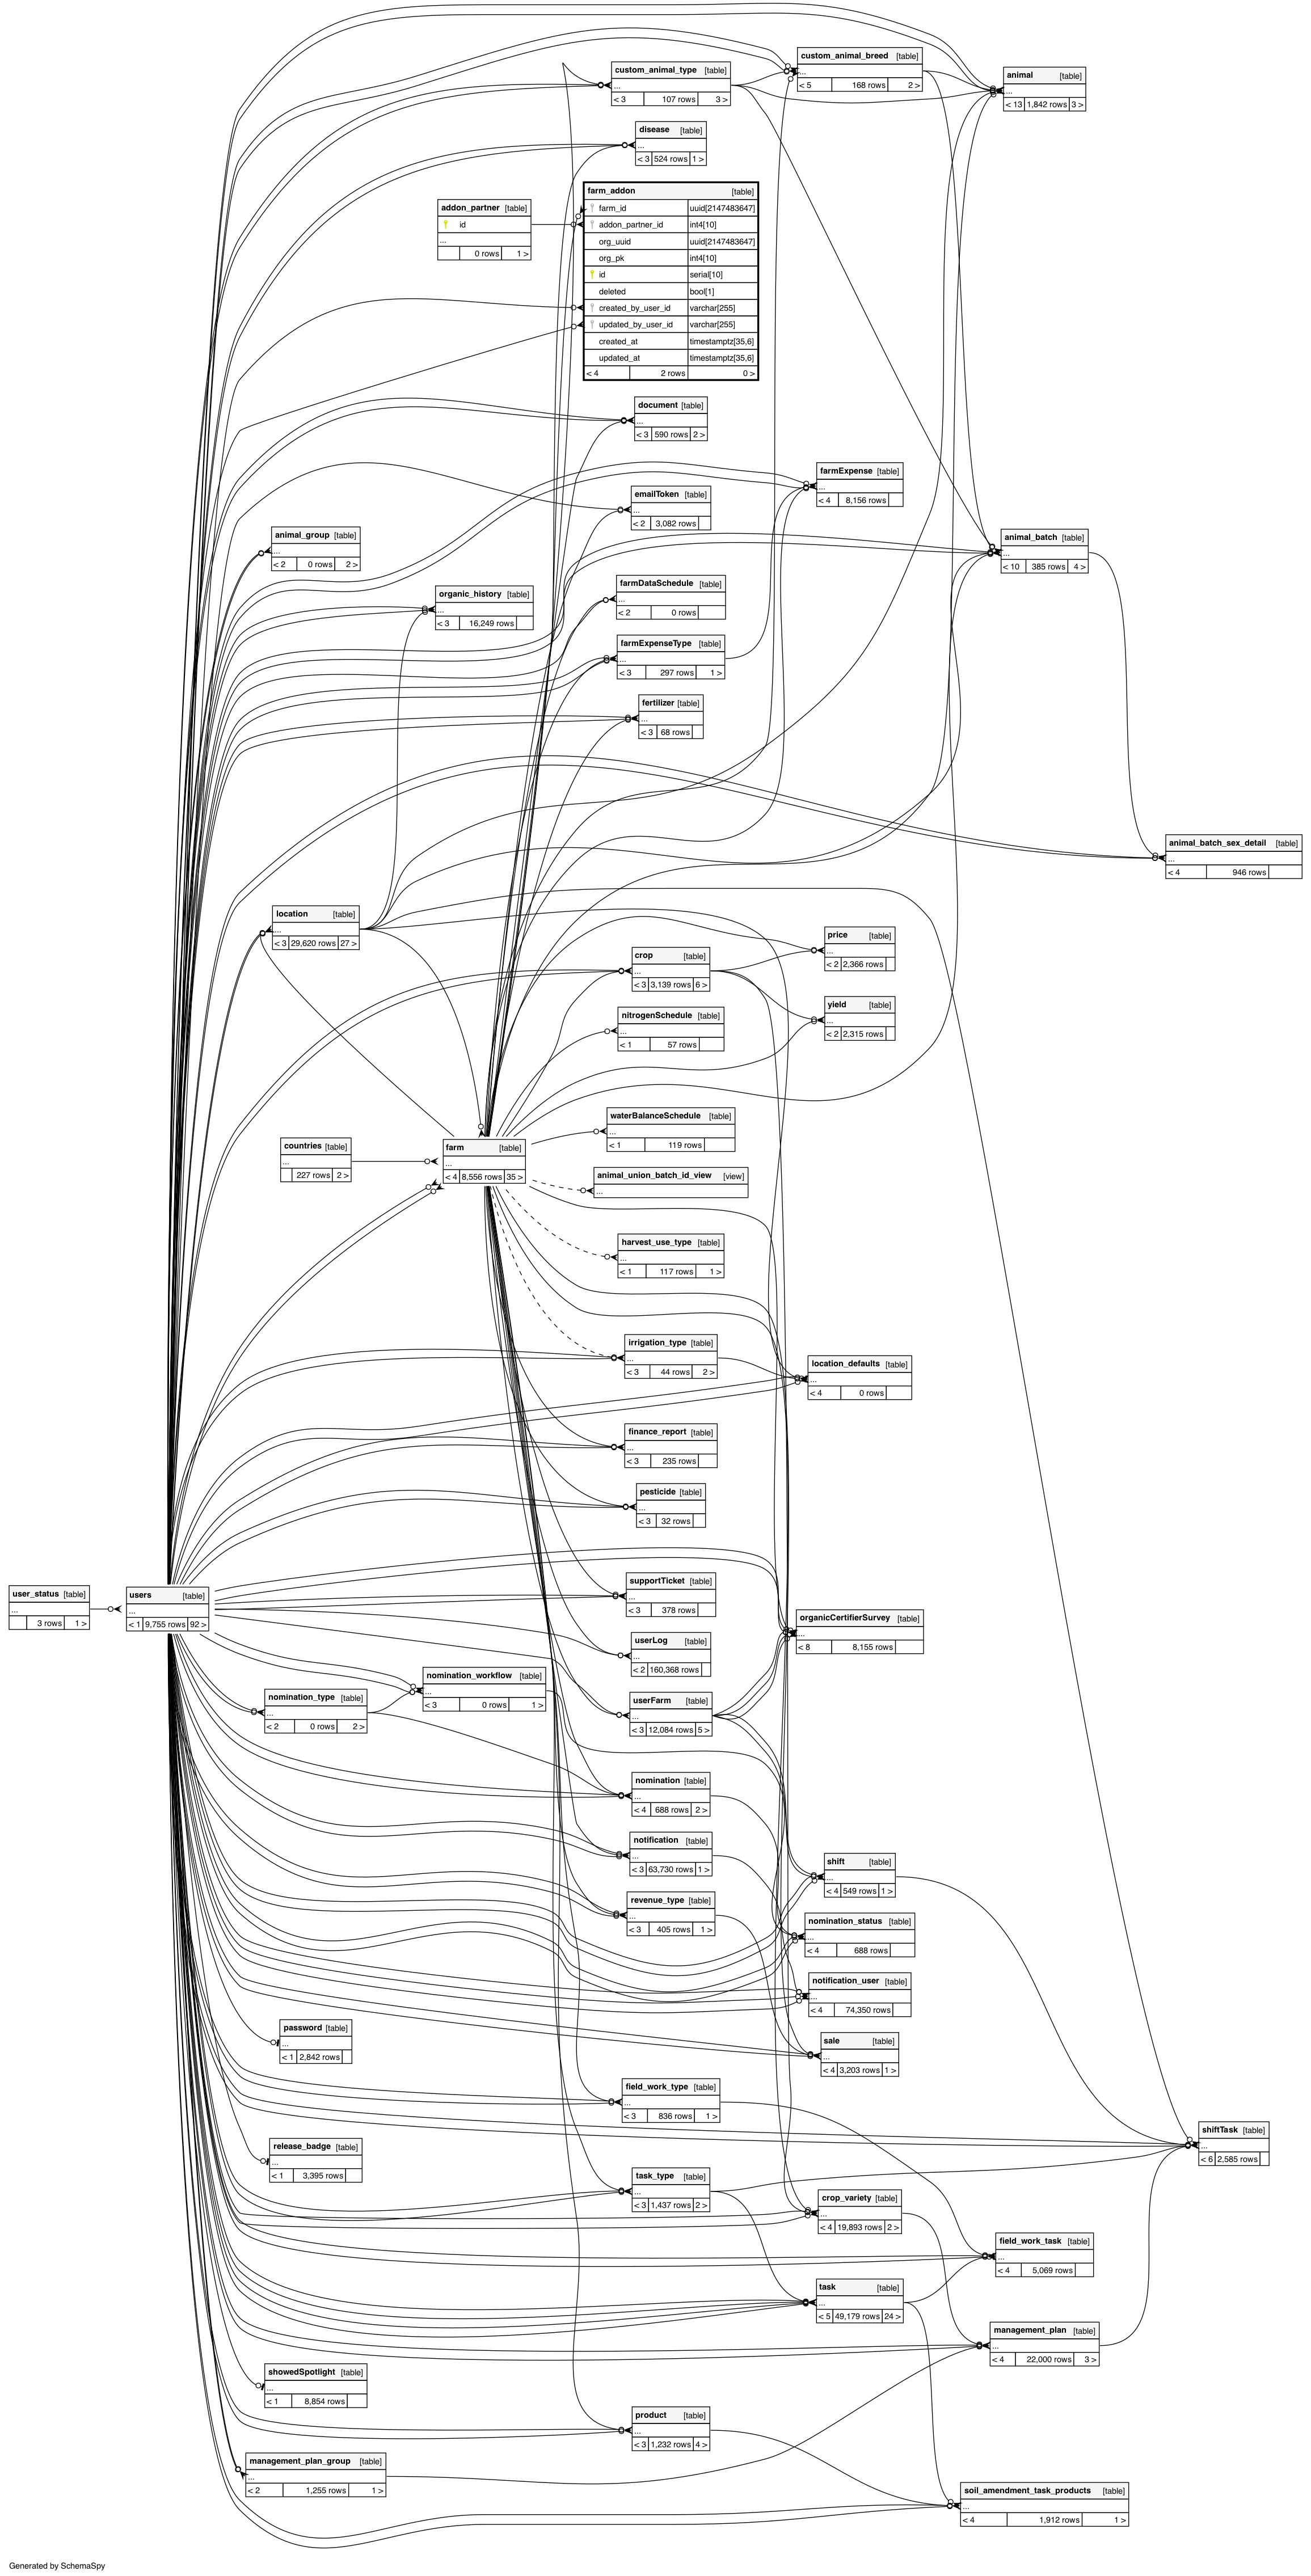 custom_animal_breed [table]
...
< 5 168 rows 2 >
custom_animal_type [table]
...
< 3 107 rows 3 >
animal [table]
...
< 13 1,842 rows 3 >
disease [table]
...
< 3 524 rows 1 >
farm_addon [table]
farm_id uuid[2147483647]
addon_partner_id int4[10]
org_uuid uuid[2147483647]
org_pk int4[10]
id serial[10]
deleted bool[1]
created_by_user_id varchar[255]
updated_by_user_id varchar[255]
created_at timestamptz[35,6]
updated_at timestamptz[35,6]
< 4 2 rows 0 >
addon_partner [table]
id
...
0 rows 1 >
document [table]
...
< 3 590 rows 2 >
farmExpense [table]
...
< 4 8,156 rows
emailToken [table]
...
< 2 3,082 rows
animal_group [table]
...
< 2 0 rows 2 >
animal_batch [table]
...
< 10 385 rows 4 >
farmDataSchedule [table]
...
< 2 0 rows
organic_history [table]
...
< 3 16,249 rows
farmExpenseType [table]
...
< 3 297 rows 1 >
fertilizer [table]
...
< 3 68 rows
animal_batch_sex_detail [table]
...
< 4 946 rows
location [table]
...
< 3 29,620 rows 27 >
price [table]
...
< 2 2,366 rows
crop [table]
...
< 3 3,139 rows 6 >
yield [table]
...
< 2 2,315 rows
nitrogenSchedule [table]
...
< 1 57 rows
waterBalanceSchedule [table]
...
< 1 119 rows
countries [table]
...
227 rows 2 >
farm [table]
...
< 4 8,556 rows 35 >
animal_union_batch_id_view [view]
...
harvest_use_type [table]
...
< 1 117 rows 1 >
irrigation_type [table]
...
< 3 44 rows 2 >
location_defaults [table]
...
< 4 0 rows
finance_report [table]
...
< 3 235 rows
pesticide [table]
...
< 3 32 rows
user_status [table]
...
3 rows 1 >
users [table]
...
< 1 9,755 rows 92 >
supportTicket [table]
...
< 3 378 rows
organicCertifierSurvey [table]
...
< 8 8,155 rows
userLog [table]
...
< 2 160,368 rows
nomination_workflow [table]
...
< 3 0 rows 1 >
nomination_type [table]
...
< 2 0 rows 2 >
userFarm [table]
...
< 3 12,084 rows 5 >
nomination [table]
...
< 4 688 rows 2 >
notification [table]
...
< 3 63,730 rows 1 >
shift [table]
...
< 4 549 rows 1 >
revenue_type [table]
...
< 3 405 rows 1 >
nomination_status [table]
...
< 4 688 rows
notification_user [table]
...
< 4 74,350 rows
password [table]
...
< 1 2,842 rows
sale [table]
...
< 4 3,203 rows 1 >
field_work_type [table]
...
< 3 836 rows 1 >
shiftTask [table]
...
< 6 2,585 rows
release_badge [table]
...
< 1 3,395 rows
task_type [table]
...
< 3 1,437 rows 2 >
crop_variety [table]
...
< 4 19,893 rows 2 >
field_work_task [table]
...
< 4 5,069 rows
task [table]
...
< 5 49,179 rows 24 >
management_plan [table]
...
< 4 22,000 rows 3 >
showedSpotlight [table]
...
< 1 8,854 rows
product [table]
...
< 3 1,232 rows 4 >
management_plan_group [table]
...
< 2 1,255 rows 1 >
soil_amendment_task_products [table]
...
< 4 1,912 rows 1 >
Generated by SchemaSpy